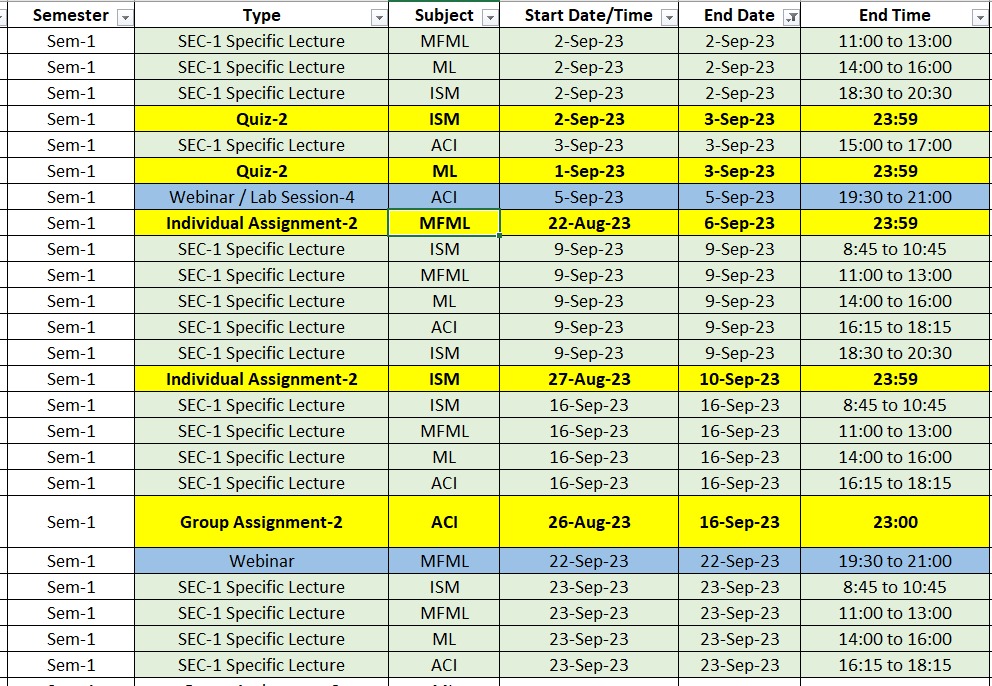 Semester Type Subject Start Date/Time End Date End Time
Sem-1 SEC-1 Specific Lecture MFML 2-Sep-23 2-Sep-23 11:00 to 13:00
Sem-1 SEC-1 Specific Lecture ML 2-Sep-23 2-Sep-23 14:00 to 16:00
Sem-1 SEC-1 Specific Lecture ISM 2-Sep-23 2-Sep-23 18:30 to 20:30
Sem-1 Quiz-2 ISM 2-Sep-23 3-Sep-23 23:59
Sem-1 SEC-1 Specific Lecture ACI 3-Sep-23 3-Sep-23 15:00 to 17:00
Sem-1 Quiz-2 ML 1-Sep-23 3-Sep-23 23:59
Sem-1 Webinar / Lab Session-4 ACI 5-Sep-23 5-Sep-23 19:30 to 21:00
Sem-1 Individual Assignment-2 MFML 22-Aug-23 6-Sep-23 23:59
Sem-1 SEC-1 Specific Lecture ISM 9-Sep-23 9-Sep-23 8:45 to 10:45
Sem-1 SEC-1 Specific Lecture MFML 9-Sep-23 9-Sep-23 11:00 to 13:00
Sem-1 SEC-1 Specific Lecture ML 9-Sep-23 9-Sep-23 14:00 to 16:00
Sem-1 SEC-1 Specific Lecture ACI 9-Sep-23 9-Sep-23 16:15 to 18:15
Sem-1 SEC-1 Specific Lecture ISM 9-Sep-23 9-Sep-23 18:30 to 20:30
Sem-1 Individual Assignment-2 ISM 27-Aug-23 10-Sep-23 23:59
Sem-1 SEC-1 Specific Lecture ISM 16-Sep-23 16-Sep-23 8:45 to 10:45
Sem-1 SEC-1 Specific Lecture MFML 16-Sep-23 16-Sep-23 11:00 to 13:00
Sem-1 SEC-1 Specific Lecture ML 16-Sep-23 16-Sep-23 14:00 to 16:00
Sem-1 SEC-1 Specific Lecture ACI 16-Sep-23 16-Sep-23 16:15 to 18:15
Sem-1 Group Assignment-2 ACI 26-Aug-23 16-Sep-23 23:00
Sem-1 Webinar MFML 22-Sep-23 22-Sep-23 19:30 to 21:00
Sem-1 SEC-1 Specific Lecture ISM 23-Sep-23 23-Sep-23 8:45 to 10:45
Sem-1 SEC-1 Specific Lecture MFML 23-Sep-23 23-Sep-23 11:00 to 13:00
Sem-1 SEC-1 Specific Lecture ML 23-Sep-23 23-Sep-23 14:00 to 16:00
Sem-1 SEC-1 Specific Lecture ACI 23-Sep-23 23-Sep-23 16:15 to 18:15